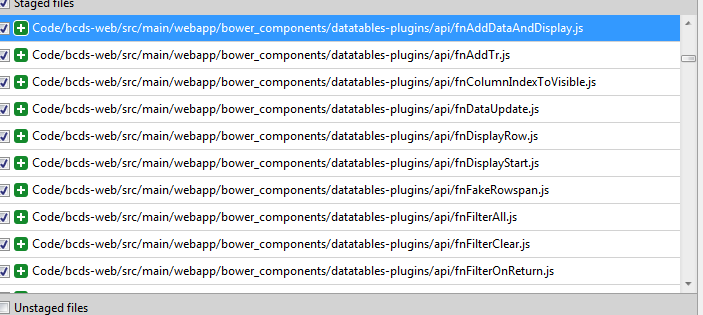 Staged files
Code/bcds-web/src/main/webapp/bower_components/datatables-plugins/api/fnAddDataAndDisplay.js
Code/bcds-web/src/main/webapp/bower_components/datatables-plugins/api/fnAddTr.js
Code/bcds-web/src/main/webapp/bower_components/datatables-plugins/api/fnColumnIndexToVisible.js
Code/bcds-web/src/main/webapp/bower_components/datatables-plugins/api/fnDataUpdate.js
Code/bcds-web/src/main/webapp/bower_components/datatables-plugins/api/fnDisplayRow.js
Code/bcds-web/src/main/webapp/bower_components/datatables-plugins/api/fnDisplayStart.js
Code/bcds-web/src/main/webapp/bower_components/datatables-plugins/api/fnFakeRowspan.js
Code/bcds-web/src/main/webapp/bower_components/datatables-plugins/api/fnFilterAll.js
Code/bcds-web/src/main/webapp/bower_components/datatables-plugins/api/fnFilterClear.js
Code/bcds-web/src/main/webapp/bower_components/datatables-plugins/api/fnFilterOnReturn.js
Unstaged files